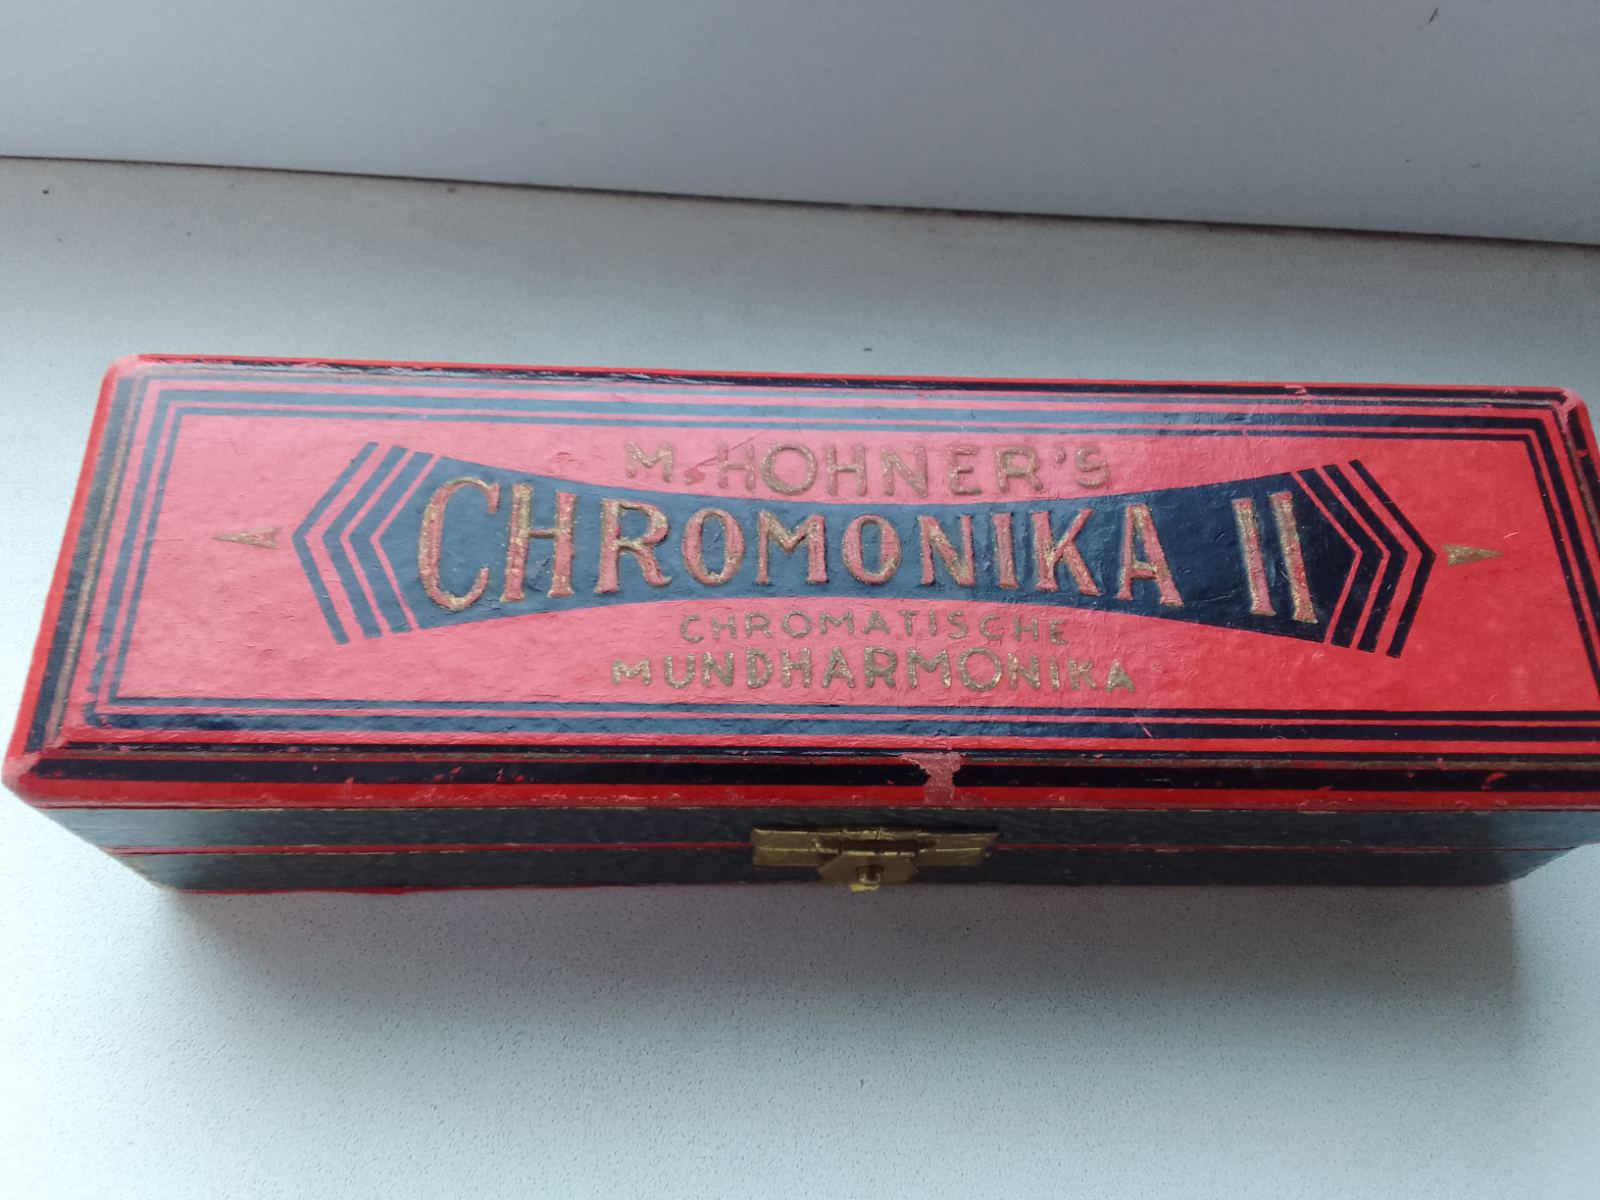 M. HOHNER'S
CHROMONIKA II
CHROMATISCHE
MUNDHARMONIKA